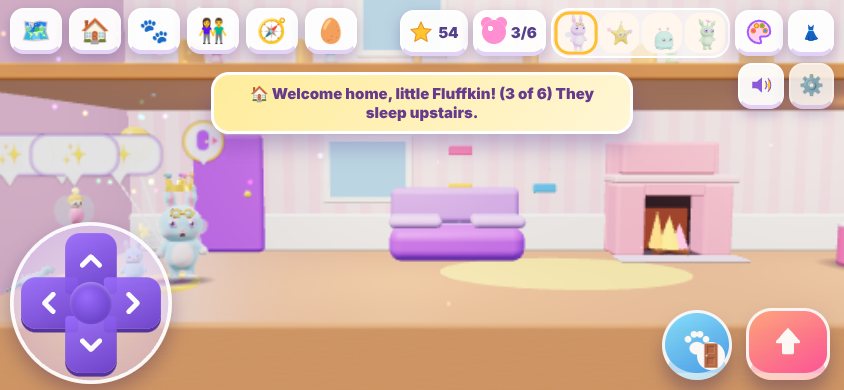 54
3/6
🏠 Welcome home, little Fluffkin! (3 of 6) They
sleep upstairs.